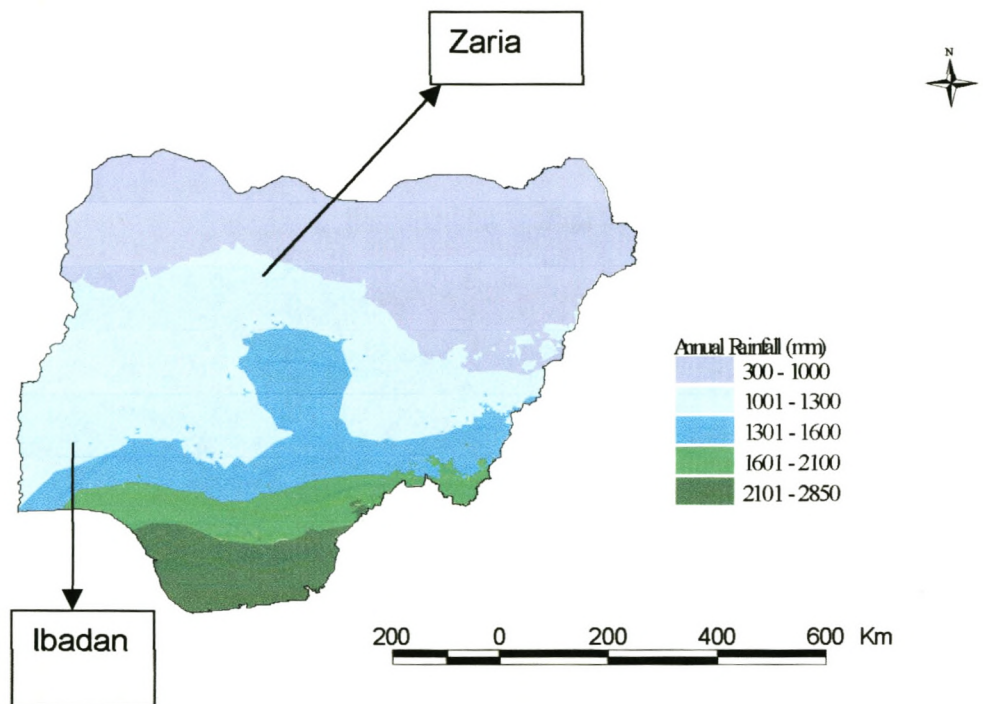 Zaria
N
Annual Rainfall (mm)
300 - 1000
1001 - 1300
1301 - 1600
1601 - 2100
2101 - 2850
Ibadan
200 0 200 400 600 Km